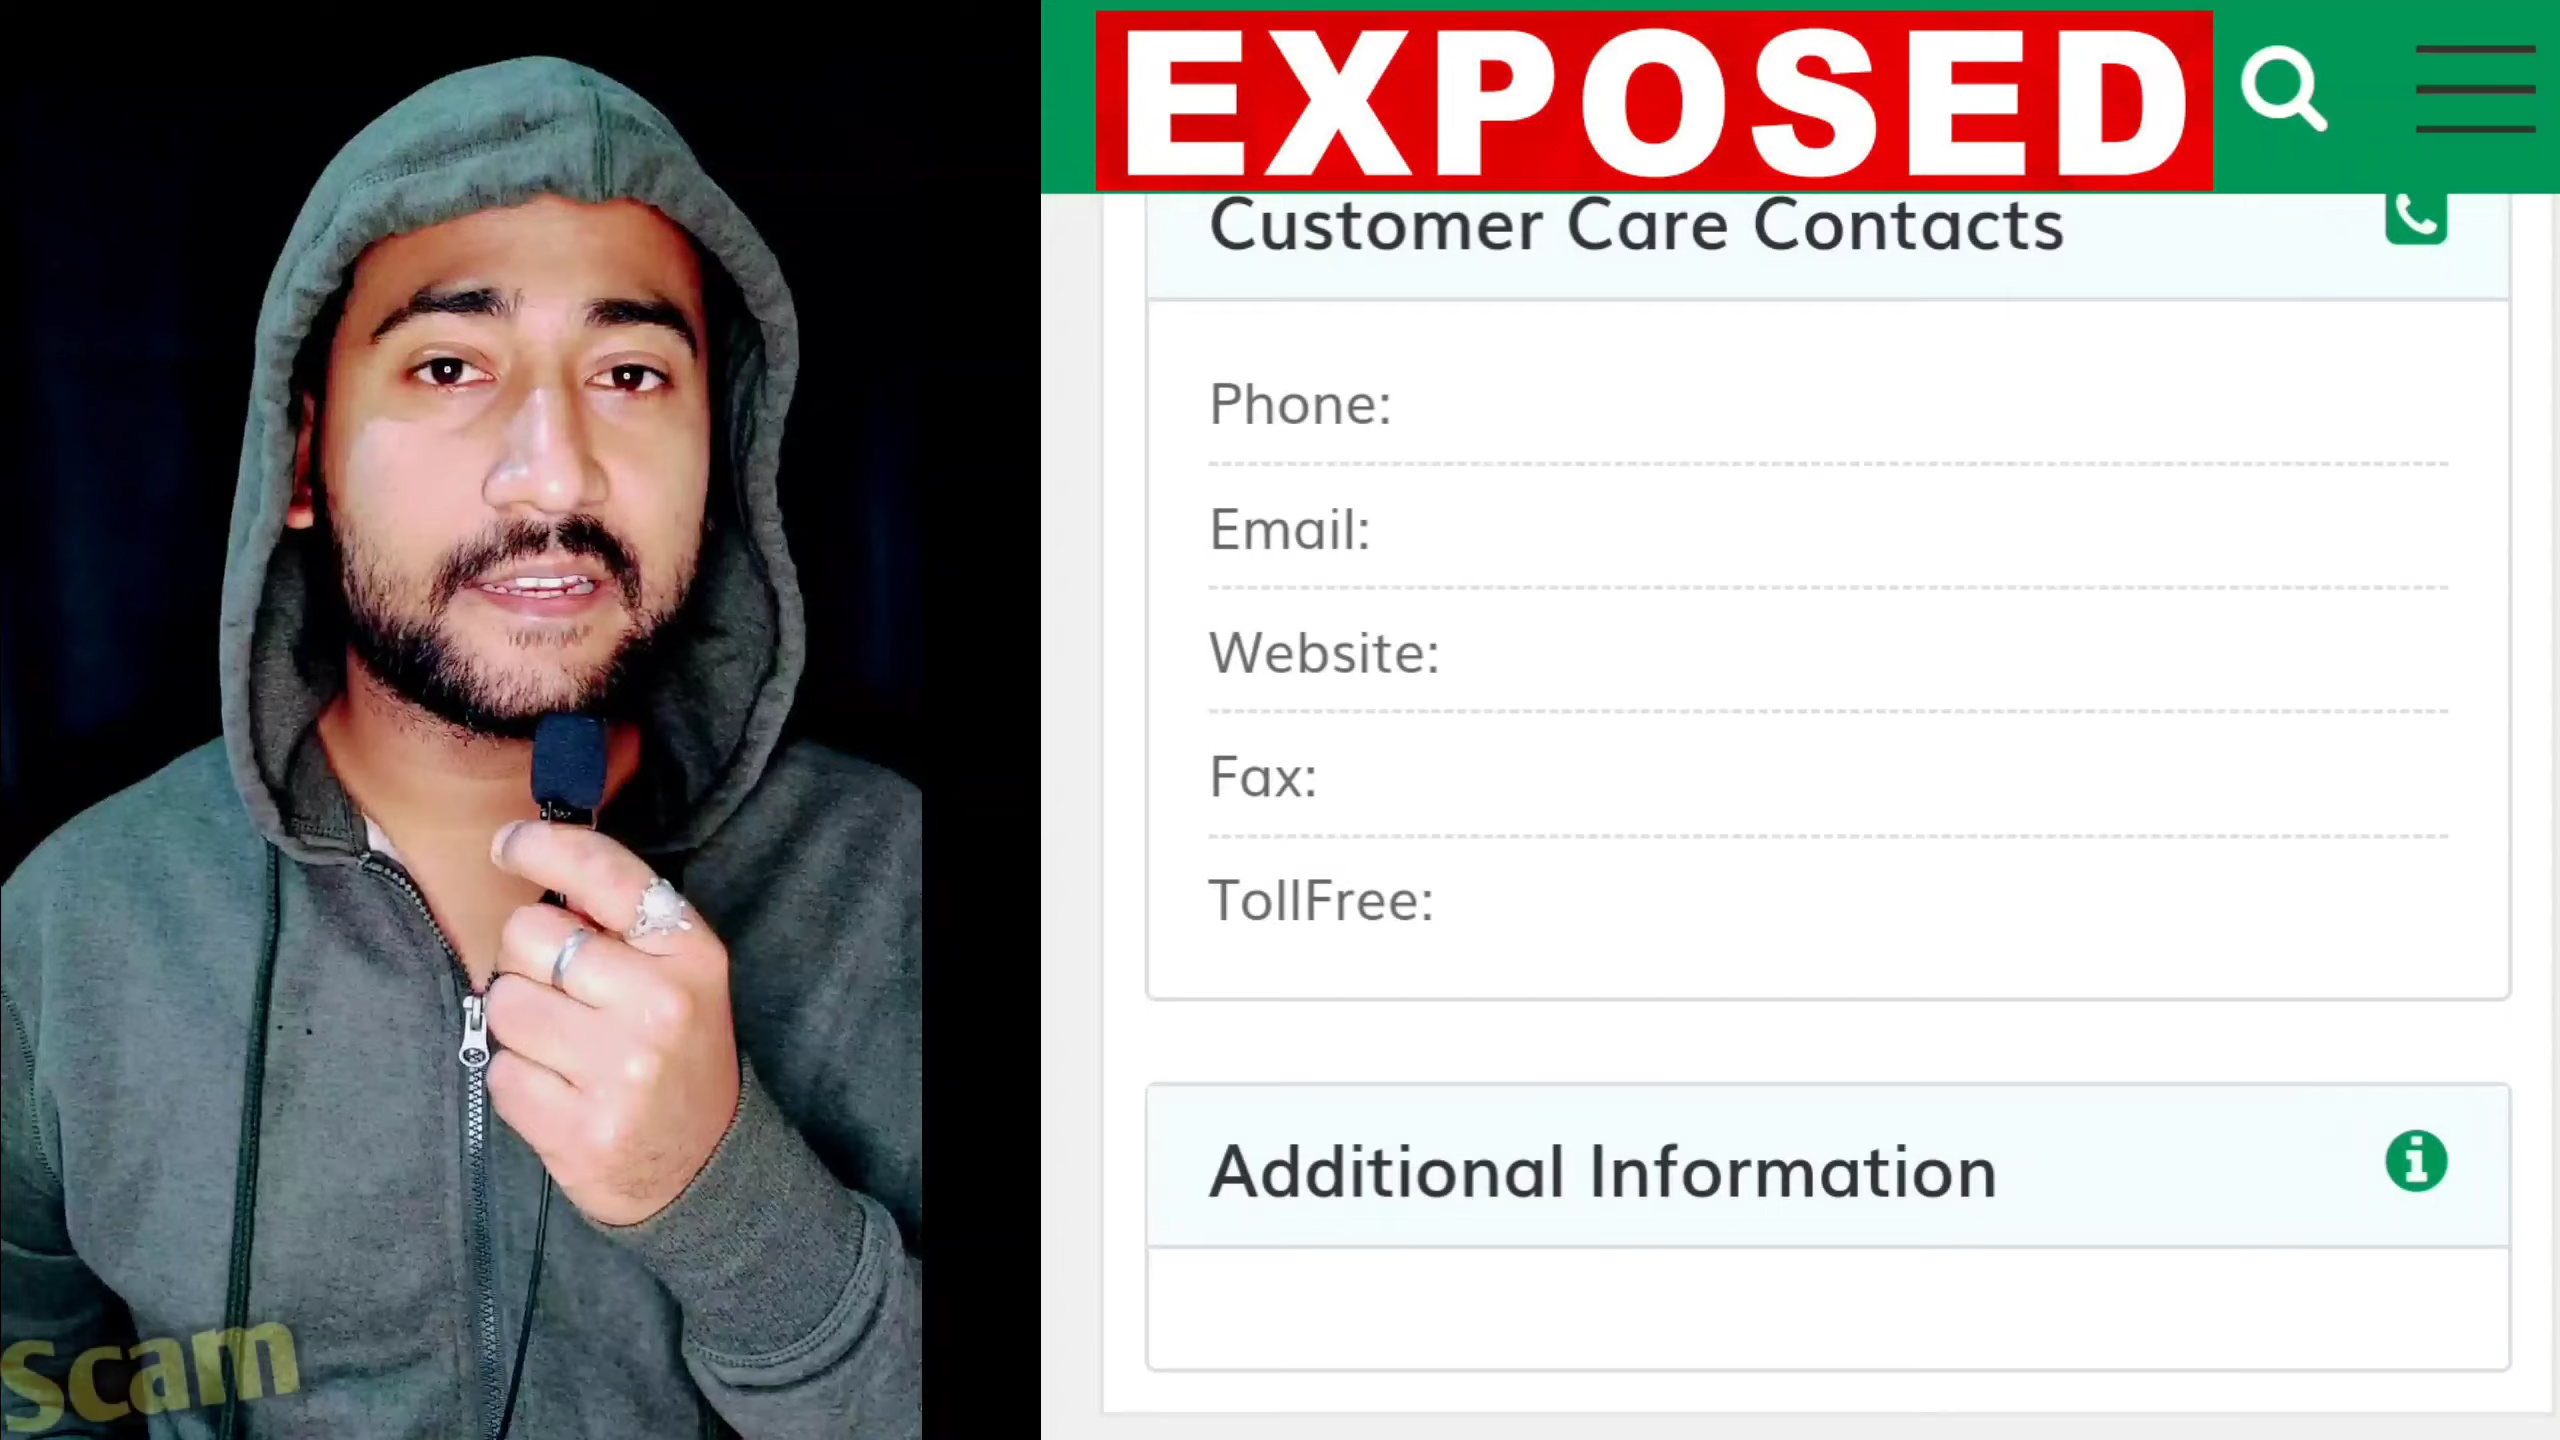 EXPOSED
Customer Care Contacts
Phone:
Email:
Website:
Fax:
TollFree:
Additional Information
Scam